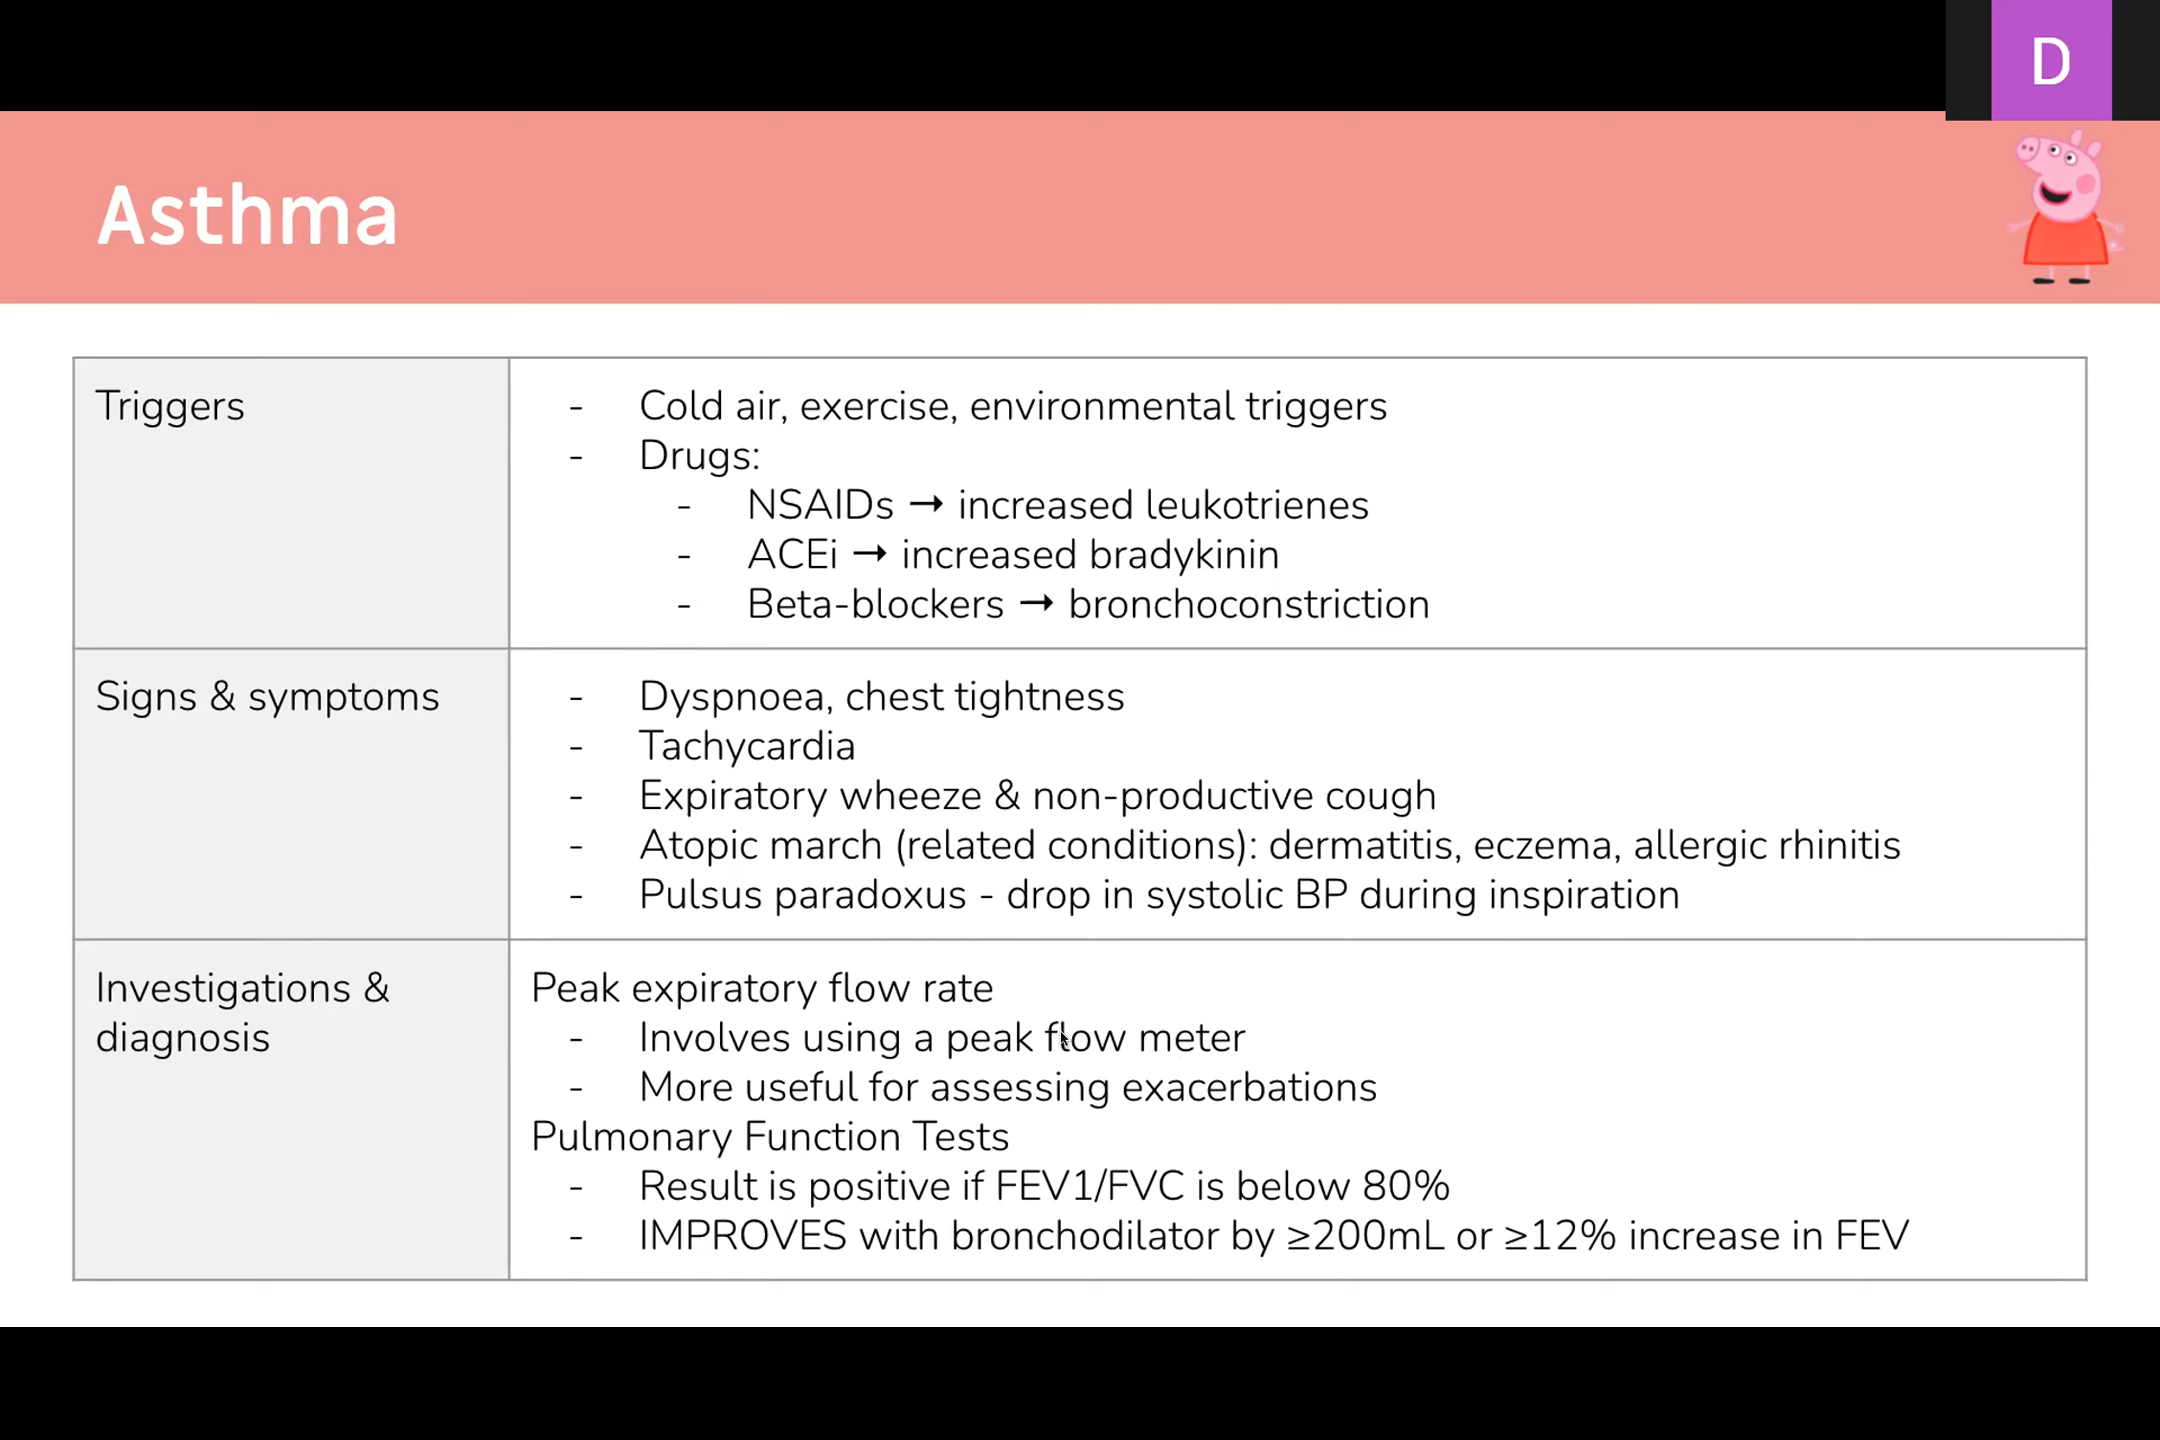 D
Asthma
Triggers
- Cold air, exercise, environmental triggers
- Drugs:
- NSAIDs → increased leukotrienes
- ACEi → increased bradykinin
- Beta-blockers → bronchoconstriction
Signs & symptoms
- Dyspnoea, chest tightness
- Tachycardia
- Expiratory wheeze & non-productive cough
- Atopic march (related conditions): dermatitis, eczema, allergic rhinitis
- Pulsus paradoxus - drop in systolic BP during inspiration
Investigations &
diagnosis
Peak expiratory flow rate
- Involves using a peak flow meter
- More useful for assessing exacerbations
Pulmonary Function Tests
- Result is positive if FEV1/FVC is below 80%
- IMPROVES with bronchodilator by ≥200mL or ≥12% increase in FEV